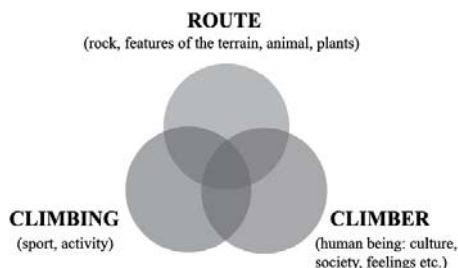 ROUTE
(rock, features of the terrain, animal, plants)
CLIMBING
(sport, activity)
CLIMBER
(human being: culture,
society, feelings etc.)